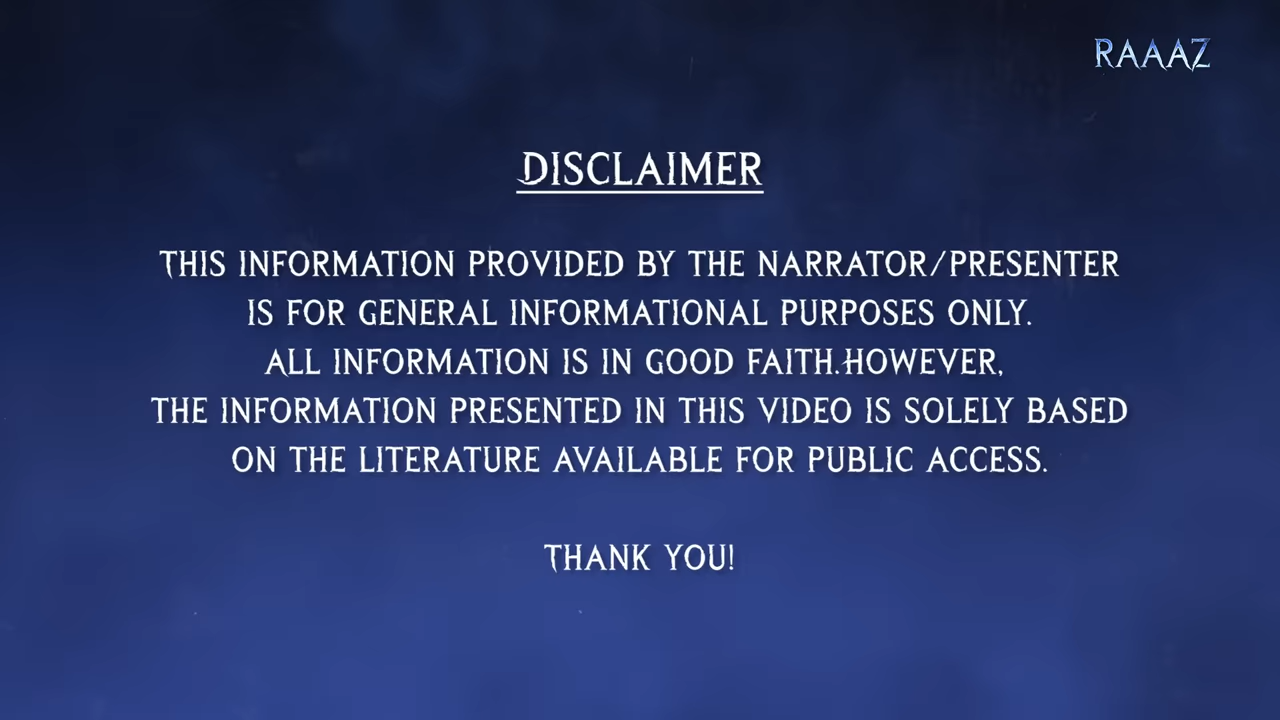 RAAAZ
DISCLAIMER
THIS INFORMATION PROVIDED BY THE NARRATOR/PRESENTER
IS FOR GENERAL INFORMATIONAL PURPOSES ONLY.
ALL INFORMATION IS IN GOOD FAITH.HOWEVER,
THE INFORMATION PRESENTED IN THIS VIDEO IS SOLELY BASED
ON THE LITERATURE AVAILABLE FOR PUBLIC ACCESS.
THANK YOU!